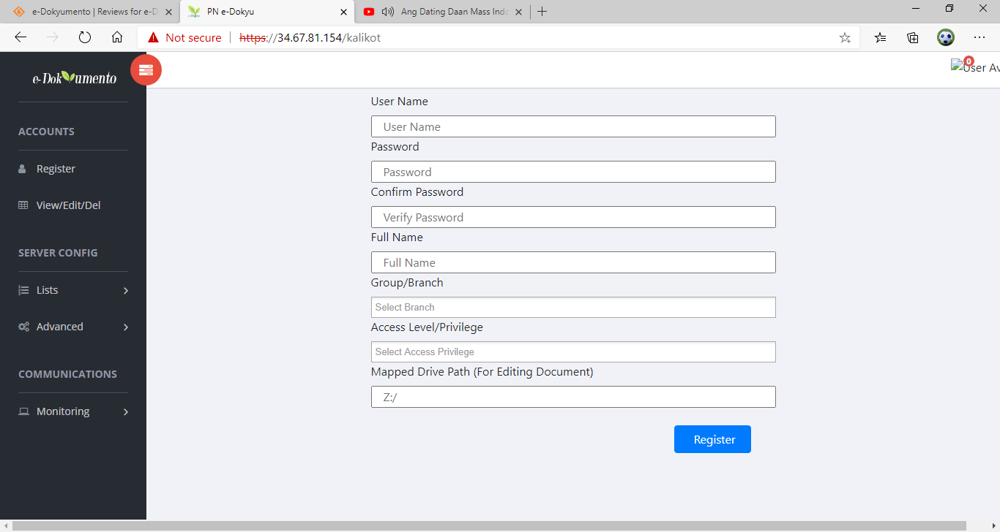 e-Dokyumento | Reviews for e-D
PN e-Dokyu
Ang Dating Daan Mass Indo
Not secure
https://34.67.81.154/kalikot
e-Dokumento
0
User Av
ACCOUNTS
Register
View/Edit/Del
SERVER CONFIG
Lists
Advanced
COMMUNICATIONS
Monitoring
User Name
User Name
Password
Password
Confirm Password
Verify Password
Full Name
Full Name
Group/Branch
Select Branch
Access Level/Privilege
Select Access Privilege
Mapped Drive Path (For Editing Document)
Z:/
Register